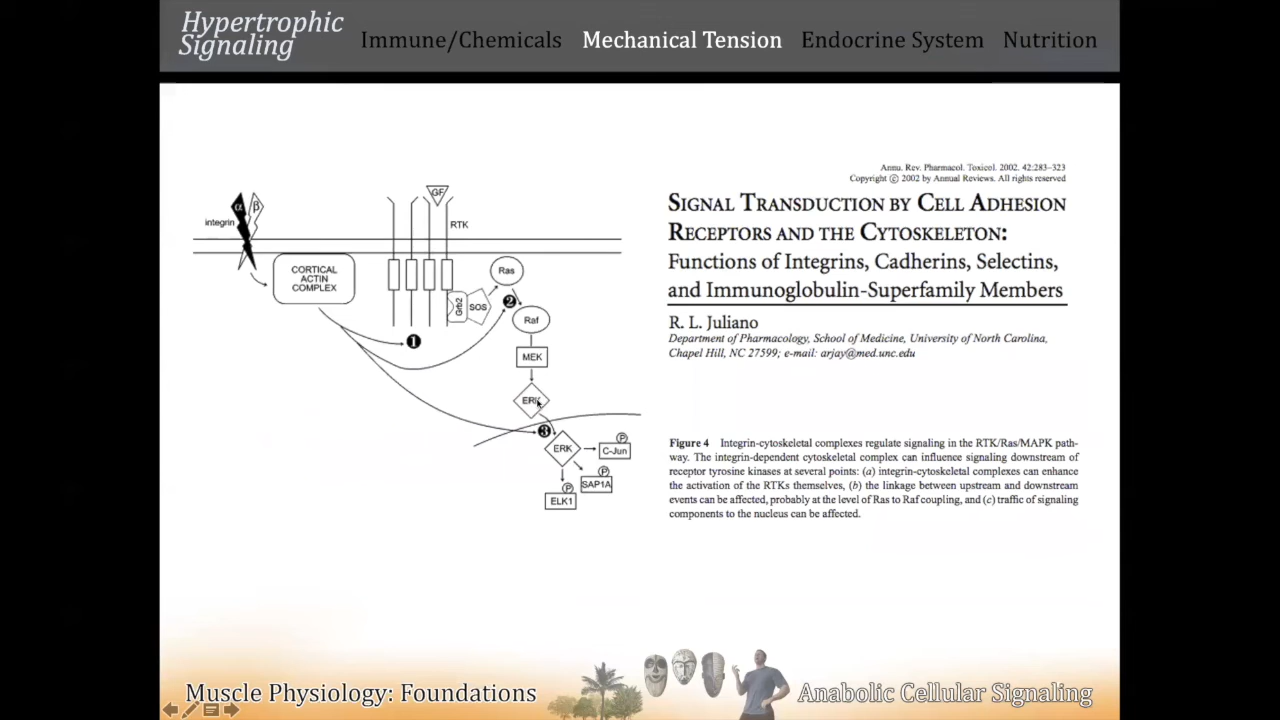 Hypertrophic
Signaling
Immune/Chemicals Mechanical Tension Endocrine System Nutrition
Annu. Rev. Pharmacol. Toxicol. 2002. 42:283–323
Copyright © 2002 by Annual Reviews. All rights reserved
SIGNAL TRANSDUCTION BY CELL ADHESION
RECEPTORS AND THE CYTOSKELETON:
Functions of Integrins, Cadherins, Selectins,
and Immunoglobulin-Superfamily Members
R. L. Juliano
Department of Pharmacology, School of Medicine, University of North Carolina,
Chapel Hill, NC 27599; e-mail: arjay@med.unc.edu
GF
α β
integrin
RTK
CORTICAL
ACTIN
COMPLEX
Ras
Grb2
SOS
2
Raf
1
MEK
ERK
3
ERK
P
C-Jun
P
SAP1A
P
ELK1
Figure 4 Integrin-cytoskeletal complexes regulate signaling in the RTK/Ras/MAPK path-
way. The integrin-dependent cytoskeletal complex can influence signaling downstream of
receptor tyrosine kinases at several points: (a) integrin-cytoskeletal complexes can enhance
the activation of the RTKs themselves, (b) the linkage between upstream and downstream
events can be affected, probably at the level of Ras to Raf coupling, and (c) traffic of signaling
components to the nucleus can be affected.
Muscle Physiology: Foundations
Anabolic Cellular Signaling